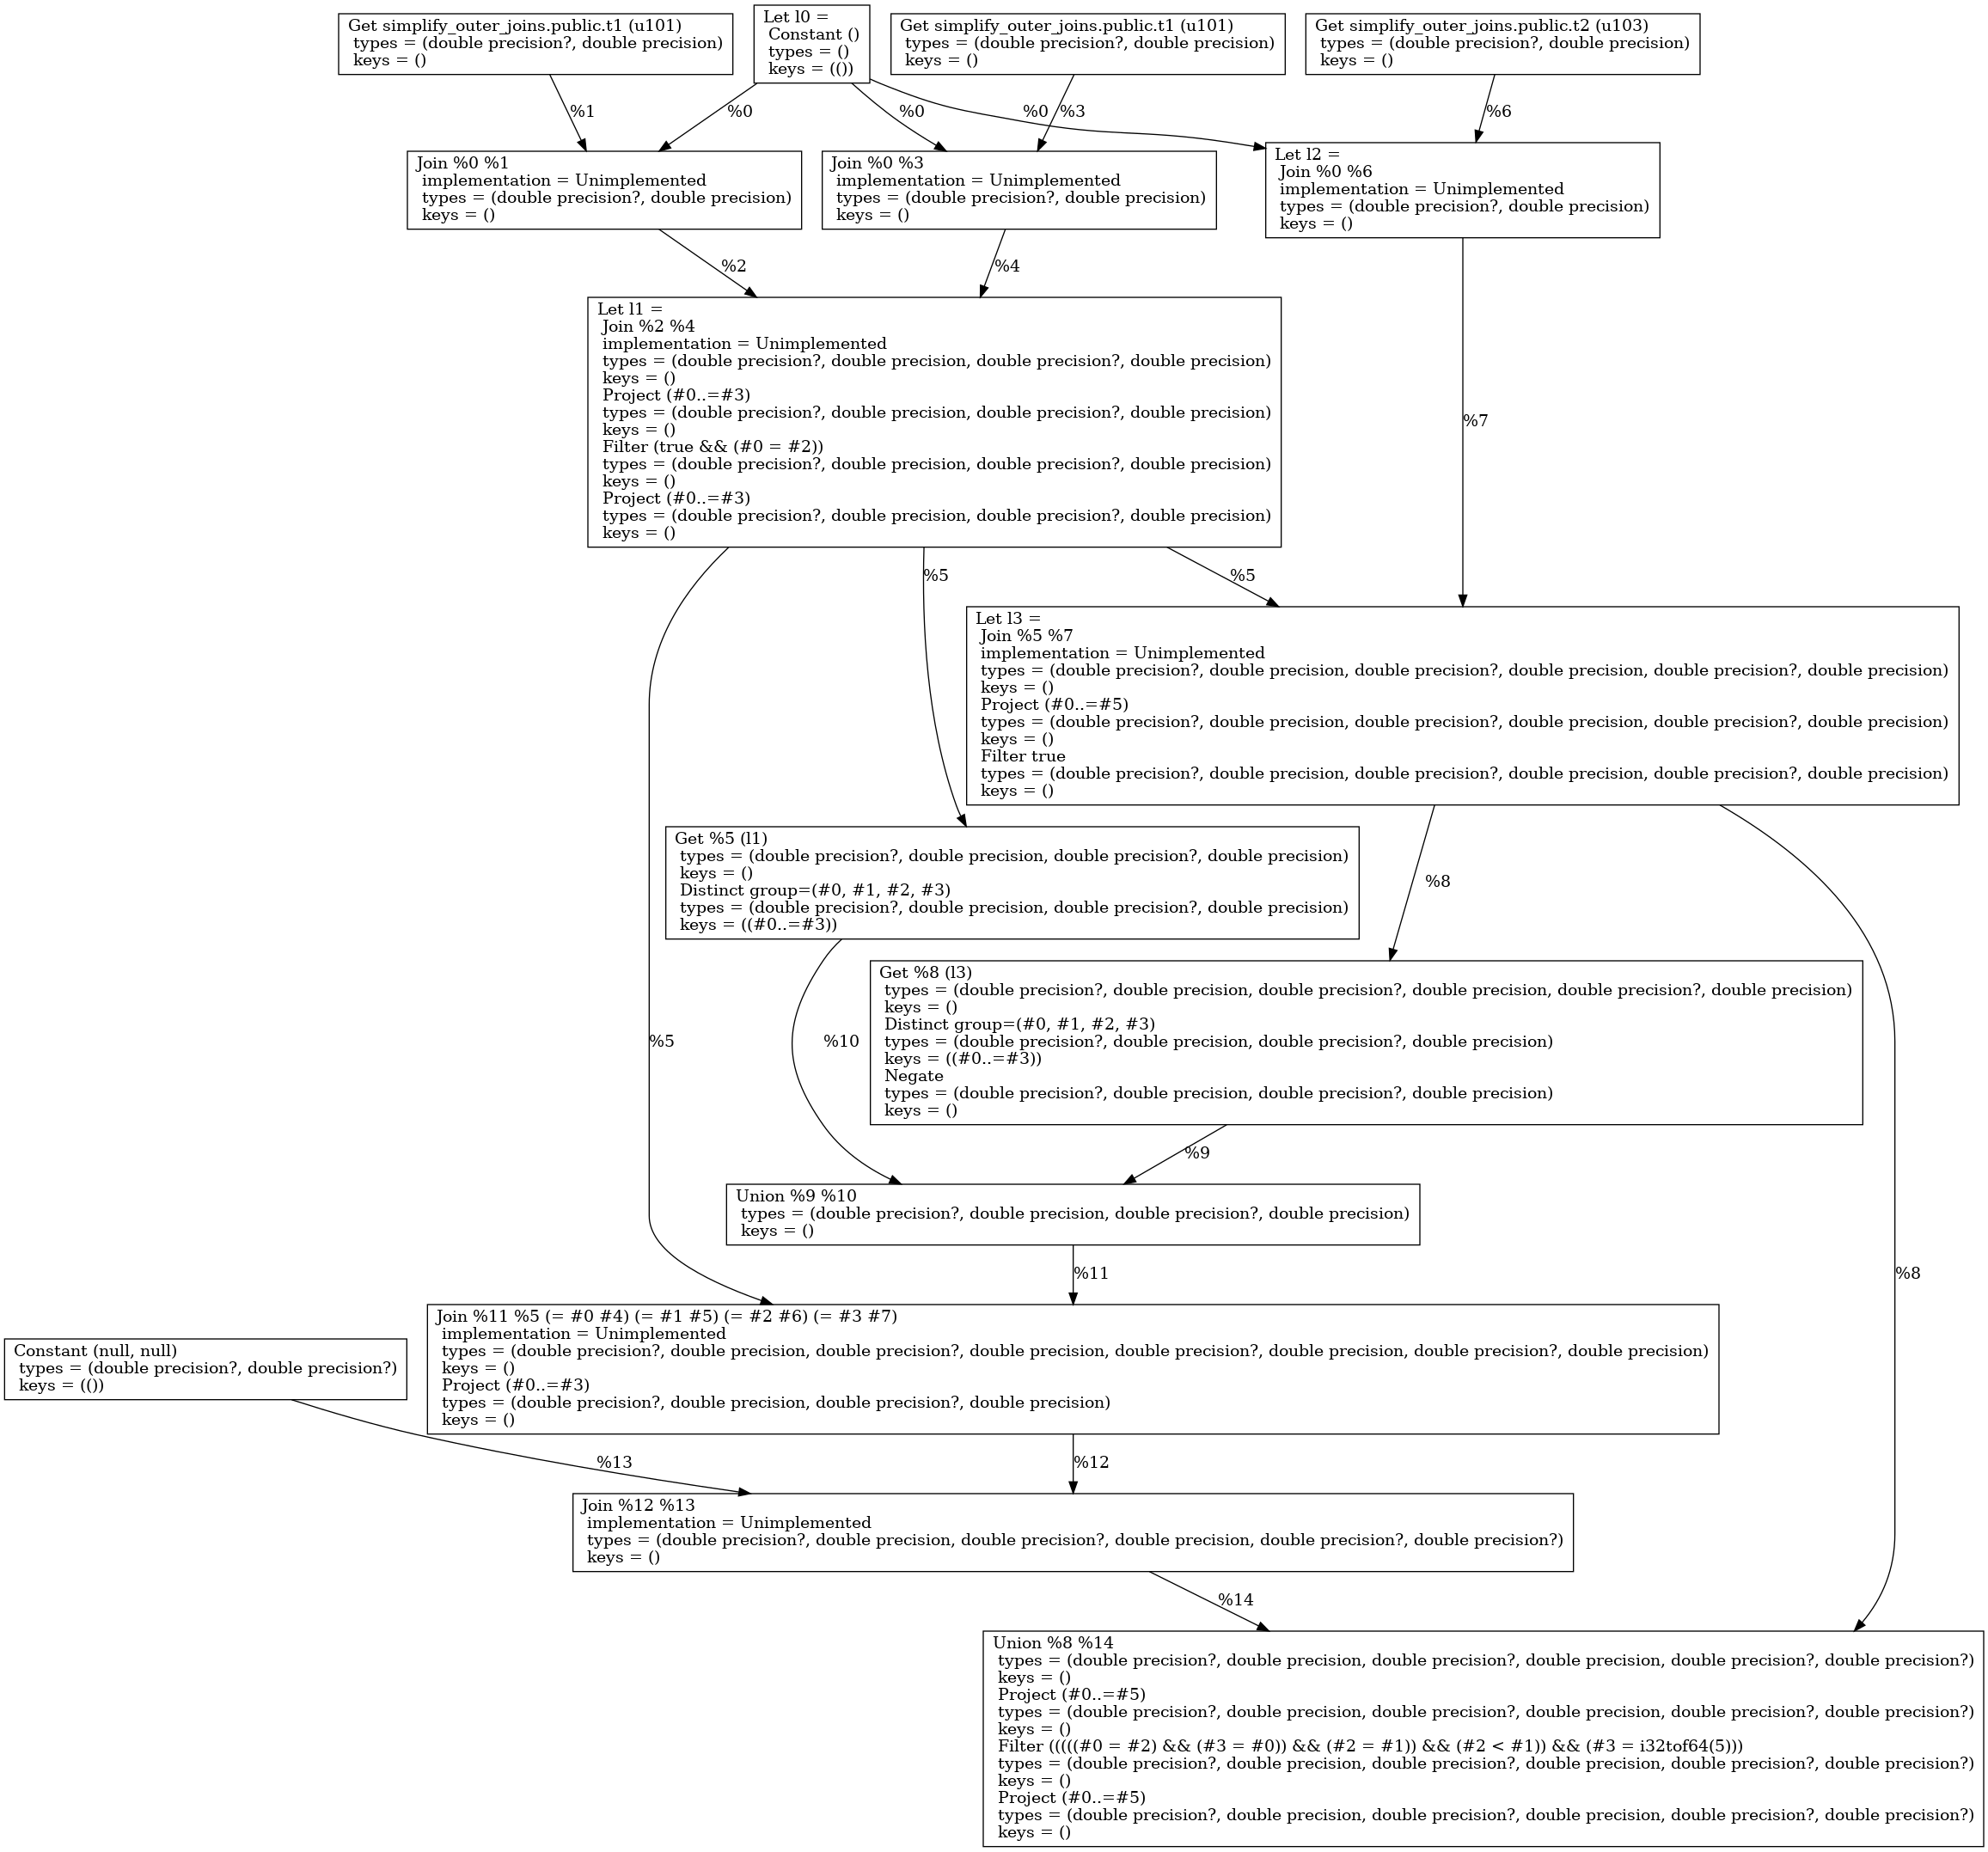 Get simplify_outer_joins.public.t1 (u101)
types = (double precision?, double precision)
keys = ()
Let l0 =
Constant ()
types = ()
keys = (())
Get simplify_outer_joins.public.t1 (u101)
types = (double precision?, double precision)
keys = ()
Get simplify_outer_joins.public.t2 (u103)
types = (double precision?, double precision)
keys = ()
%1
%0
%0
%3
%0
%6
Join %0 %1
implementation = Unimplemented
types = (double precision?, double precision)
keys = ()
Join %0 %3
implementation = Unimplemented
types = (double precision?, double precision)
keys = ()
Let l2 =
Join %0 %6
implementation = Unimplemented
types = (double precision?, double precision)
keys = ()
%2
%4
%7
Let l1 =
Join %2 %4
implementation = Unimplemented
types = (double precision?, double precision, double precision?, double precision)
keys = ()
Project (#0..=#3)
types = (double precision?, double precision, double precision?, double precision)
keys = ()
Filter (true && (#0 = #2))
types = (double precision?, double precision, double precision?, double precision)
keys = ()
Project (#0..=#3)
types = (double precision?, double precision, double precision?, double precision)
keys = ()
%5
%5
%5
Let l3 =
Join %5 %7
implementation = Unimplemented
types = (double precision?, double precision, double precision?, double precision, double precision?, double precision)
keys = ()
Project (#0..=#5)
types = (double precision?, double precision, double precision?, double precision, double precision?, double precision)
keys = ()
Filter true
types = (double precision?, double precision, double precision?, double precision, double precision?, double precision)
keys = ()
Get %5 (l1)
types = (double precision?, double precision, double precision?, double precision)
keys = ()
Distinct group=(#0, #1, #2, #3)
types = (double precision?, double precision, double precision?, double precision)
keys = ((#0..=#3))
%8
%8
%10
Get %8 (l3)
types = (double precision?, double precision, double precision?, double precision, double precision?, double precision)
keys = ()
Distinct group=(#0, #1, #2, #3)
types = (double precision?, double precision, double precision?, double precision)
keys = ((#0..=#3))
Negate
types = (double precision?, double precision, double precision?, double precision)
keys = ()
%9
Union %9 %10
types = (double precision?, double precision, double precision?, double precision)
keys = ()
%11
Join %11 %5 (= #0 #4) (= #1 #5) (= #2 #6) (= #3 #7)
implementation = Unimplemented
types = (double precision?, double precision, double precision?, double precision, double precision?, double precision, double precision?, double precision)
keys = ()
Project (#0..=#3)
types = (double precision?, double precision, double precision?, double precision)
keys = ()
Constant (null, null)
types = (double precision?, double precision?)
keys = (())
%13
%12
Join %12 %13
implementation = Unimplemented
types = (double precision?, double precision, double precision?, double precision, double precision?, double precision?)
keys = ()
%14
Union %8 %14
types = (double precision?, double precision, double precision?, double precision, double precision?, double precision?)
keys = ()
Project (#0..=#5)
types = (double precision?, double precision, double precision?, double precision, double precision?, double precision?)
keys = ()
Filter (((((#0 = #2) && (#3 = #0)) && (#2 = #1)) && (#2 < #1)) && (#3 = i32tof64(5)))
types = (double precision?, double precision, double precision?, double precision, double precision?, double precision?)
keys = ()
Project (#0..=#5)
types = (double precision?, double precision, double precision?, double precision, double precision?, double precision?)
keys = ()